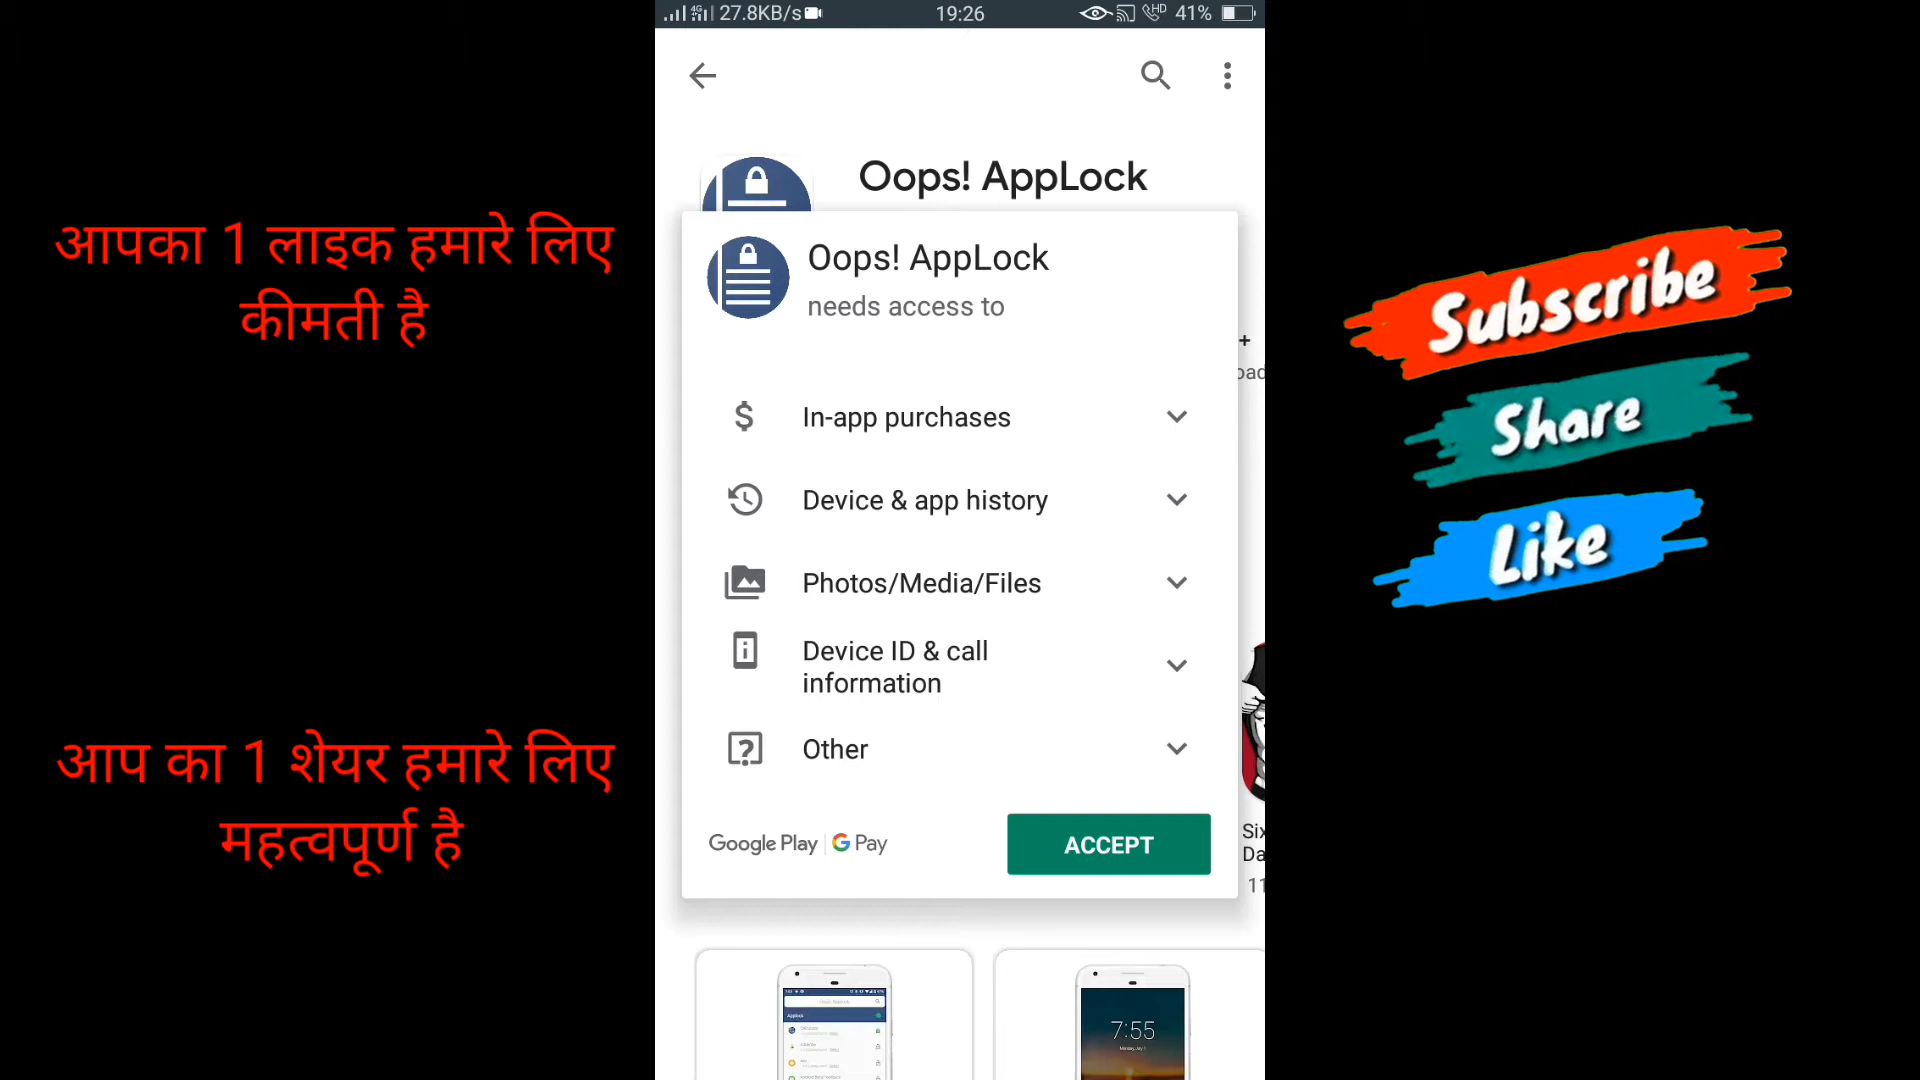 27.8KB/s 19:26 HD 41%
आपका 1 लाइक हमारे लिए
कीमती है
आप का 1 शेयर हमारे लिए
महत्वपूर्ण है
Oops! AppLock
Oops! AppLock
needs access to
In-app purchases
Device & app history
Photos/Media/Files
Device ID & call
information
Other
Google Play | G Pay
ACCEPT
7:55
Subscribe
Share
Like